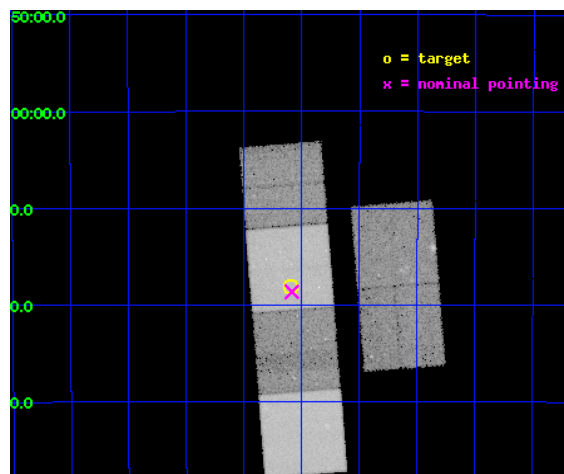 50:00.0
o = target
x = nominal pointing
00:00.0
0.0
0.0
0.0